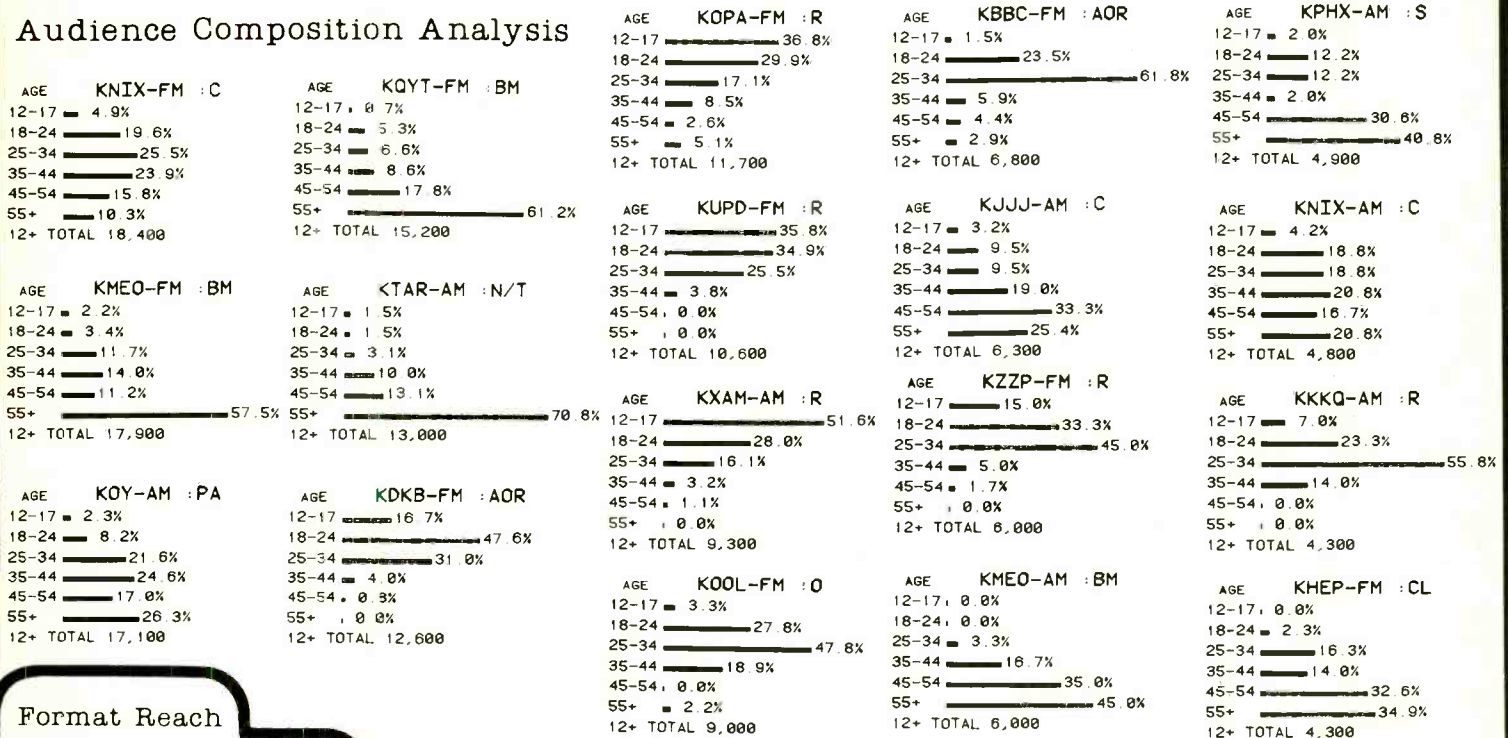 Audience Composition Analysis
AGE KNIX-FM :C
12-17 4.9%
18-24 19.6%
25-34 25.5%
35-44 23.9%
45-54 15.8%
55+ 10.3%
12+ TOTAL 18,400
AGE KQYT-FM :BM
12-17 0.7%
18-24 5.3%
25-34 6.6%
35-44 8.6%
45-54 17.8%
55+ 61.2%
12+ TOTAL 15,200
AGE KMEO-FM :BM
12-17 2.2%
18-24 3.4%
25-34 11.7%
35-44 14.0%
45-54 11.2%
55+ 57.5%
12+ TOTAL 17,900
AGE KTAR-AM :N/T
12-17 1.5%
18-24 1.5%
25-34 3.1%
35-44 10.0%
45-54 13.1%
55+ 70.8%
12+ TOTAL 13,000
AGE KOY-AM :PA
12-17 2.3%
18-24 8.2%
25-34 21.6%
35-44 24.6%
45-54 17.0%
55+ 26.3%
12+ TOTAL 17,100
AGE KDKB-FM :AOR
12-17 16.7%
18-24 47.6%
25-34 31.0%
35-44 4.0%
45-54 0.8%
55+ 0.0%
12+ TOTAL 12,600
Format Reach
AGE KOPA-FM :R
12-17 36.8%
18-24 29.9%
25-34 17.1%
35-44 8.5%
45-54 2.6%
55+ 5.1%
12+ TOTAL 11,700
AGE KUPD-FM :R
12-17 35.8%
18-24 34.9%
25-34 25.5%
35-44 3.8%
45-54 0.0%
55+ 0.0%
12+ TOTAL 10,600
AGE KXAM-AM :R
12-17 51.6%
18-24 28.0%
25-34 16.1%
35-44 3.2%
45-54 1.1%
55+ 0.0%
12+ TOTAL 9,300
AGE KOOL-FM :O
12-17 3.3%
18-24 27.8%
25-34 47.8%
35-44 18.9%
45-54 0.0%
55+ 2.2%
12+ TOTAL 9,000
AGE KBBC-FM :AOR
12-17 1.5%
18-24 23.5%
25-34 61.8%
35-44 5.9%
45-54 4.4%
55+ 2.9%
12+ TOTAL 6,800
AGE KJJJ-AM :C
12-17 3.2%
18-24 9.5%
25-34 9.5%
35-44 19.0%
45-54 33.3%
55+ 25.4%
12+ TOTAL 6,300
AGE KZZP-FM :R
12-17 15.0%
18-24 33.3%
25-34 45.0%
35-44 5.0%
45-54 1.7%
55+ 0.0%
12+ TOTAL 6,000
AGE KMEO-AM :BM
12-17 0.0%
18-24 0.0%
25-34 3.3%
35-44 16.7%
45-54 35.0%
55+ 45.0%
12+ TOTAL 6,000
AGE KPHX-AM :S
12-17 2.0%
18-24 12.2%
25-34 12.2%
35-44 2.0%
45-54 30.6%
55+ 40.8%
12+ TOTAL 4,900
AGE KNIX-AM :C
12-17 4.2%
18-24 18.8%
25-34 18.8%
35-44 20.8%
45-54 16.7%
55+ 20.8%
12+ TOTAL 4,800
AGE KKKQ-AM :R
12-17 7.0%
18-24 23.3%
25-34 55.8%
35-44 14.0%
45-54 0.0%
55+ 0.0%
12+ TOTAL 4,300
AGE KHEP-FM :CL
12-17 0.0%
18-24 2.3%
25-34 16.3%
35-44 14.0%
45-54 32.6%
55+ 34.9%
12+ TOTAL 4,300